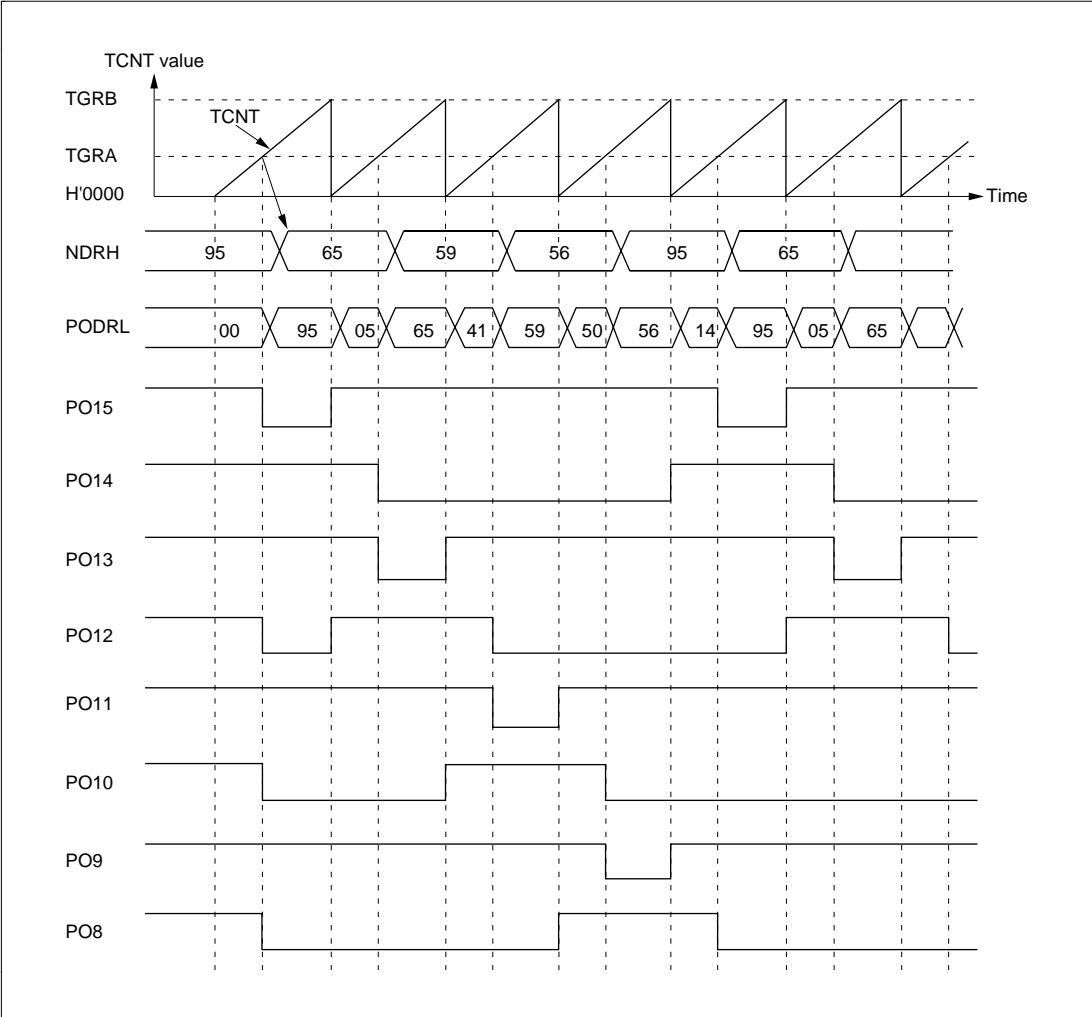 TCNT value
TGRB
TCNT
TGRA
H'0000
Time
NDRH 95 65 59 56 95 65
PODRL 00 95 05 65 41 59 50 56 14 95 05 65
PO15
PO14
PO13
PO12
PO11
PO10
PO9
PO8